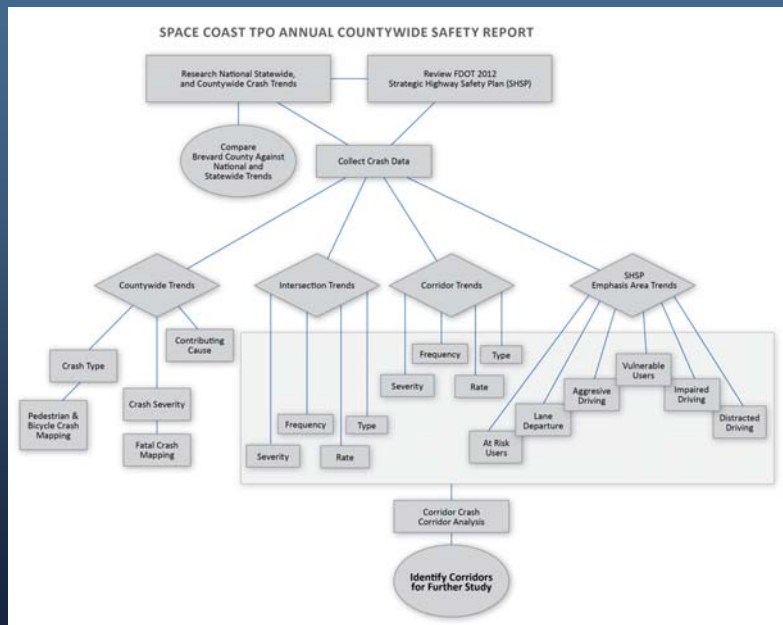 SPACE COAST TPO ANNUAL COUNTYWIDE SAFETY REPORT
Research National Statewide,
and Countywide Crash Trends
Review FDOT 2012
Strategic Highway Safety Plan (SHSP)
Compare
Brevard County Against
National and
Statewide Trends
Collect Crash Data
Countywide Trends
Intersection Trends
Corridor Trends
SHSP
Emphasis Area Trends
Crash Type
Contributing
Cause
Pedestrian &
Bicycle Crash
Mapping
Crash Severity
Fatal Crash
Mapping
Severity
Frequency
Rate
Type
Severity
Frequency
Rate
Type
At Risk
Users
Lane
Departure
Aggresive
Driving
Vulnerable
Users
Impaired
Driving
Distracted
Driving
Corridor Crash
Corridor Analysis
Identify Corridors
for Further Study